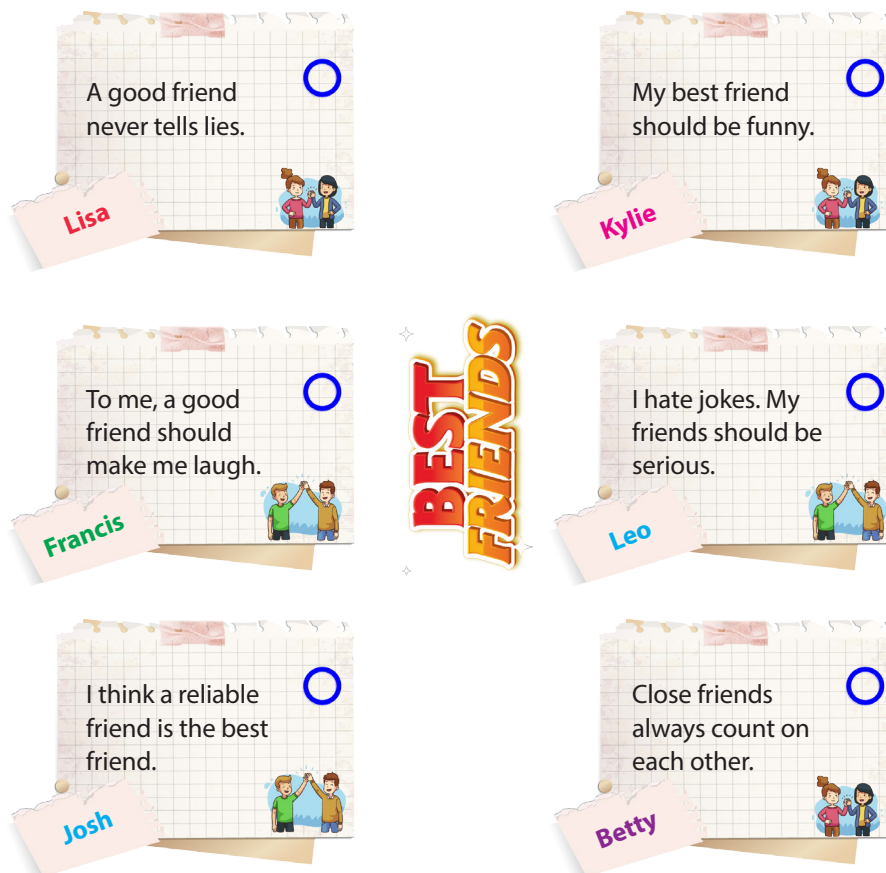 A good friend
never tells lies.
Lisa
My best friend
should be funny.
Kylie
To me, a good
friend should
make me laugh.
Francis
BEST
FRIENDS
I hate jokes. My
friends should be
serious.
Leo
I think a reliable
friend is the best
friend.
Josh
Close friends
always count on
each other.
Betty